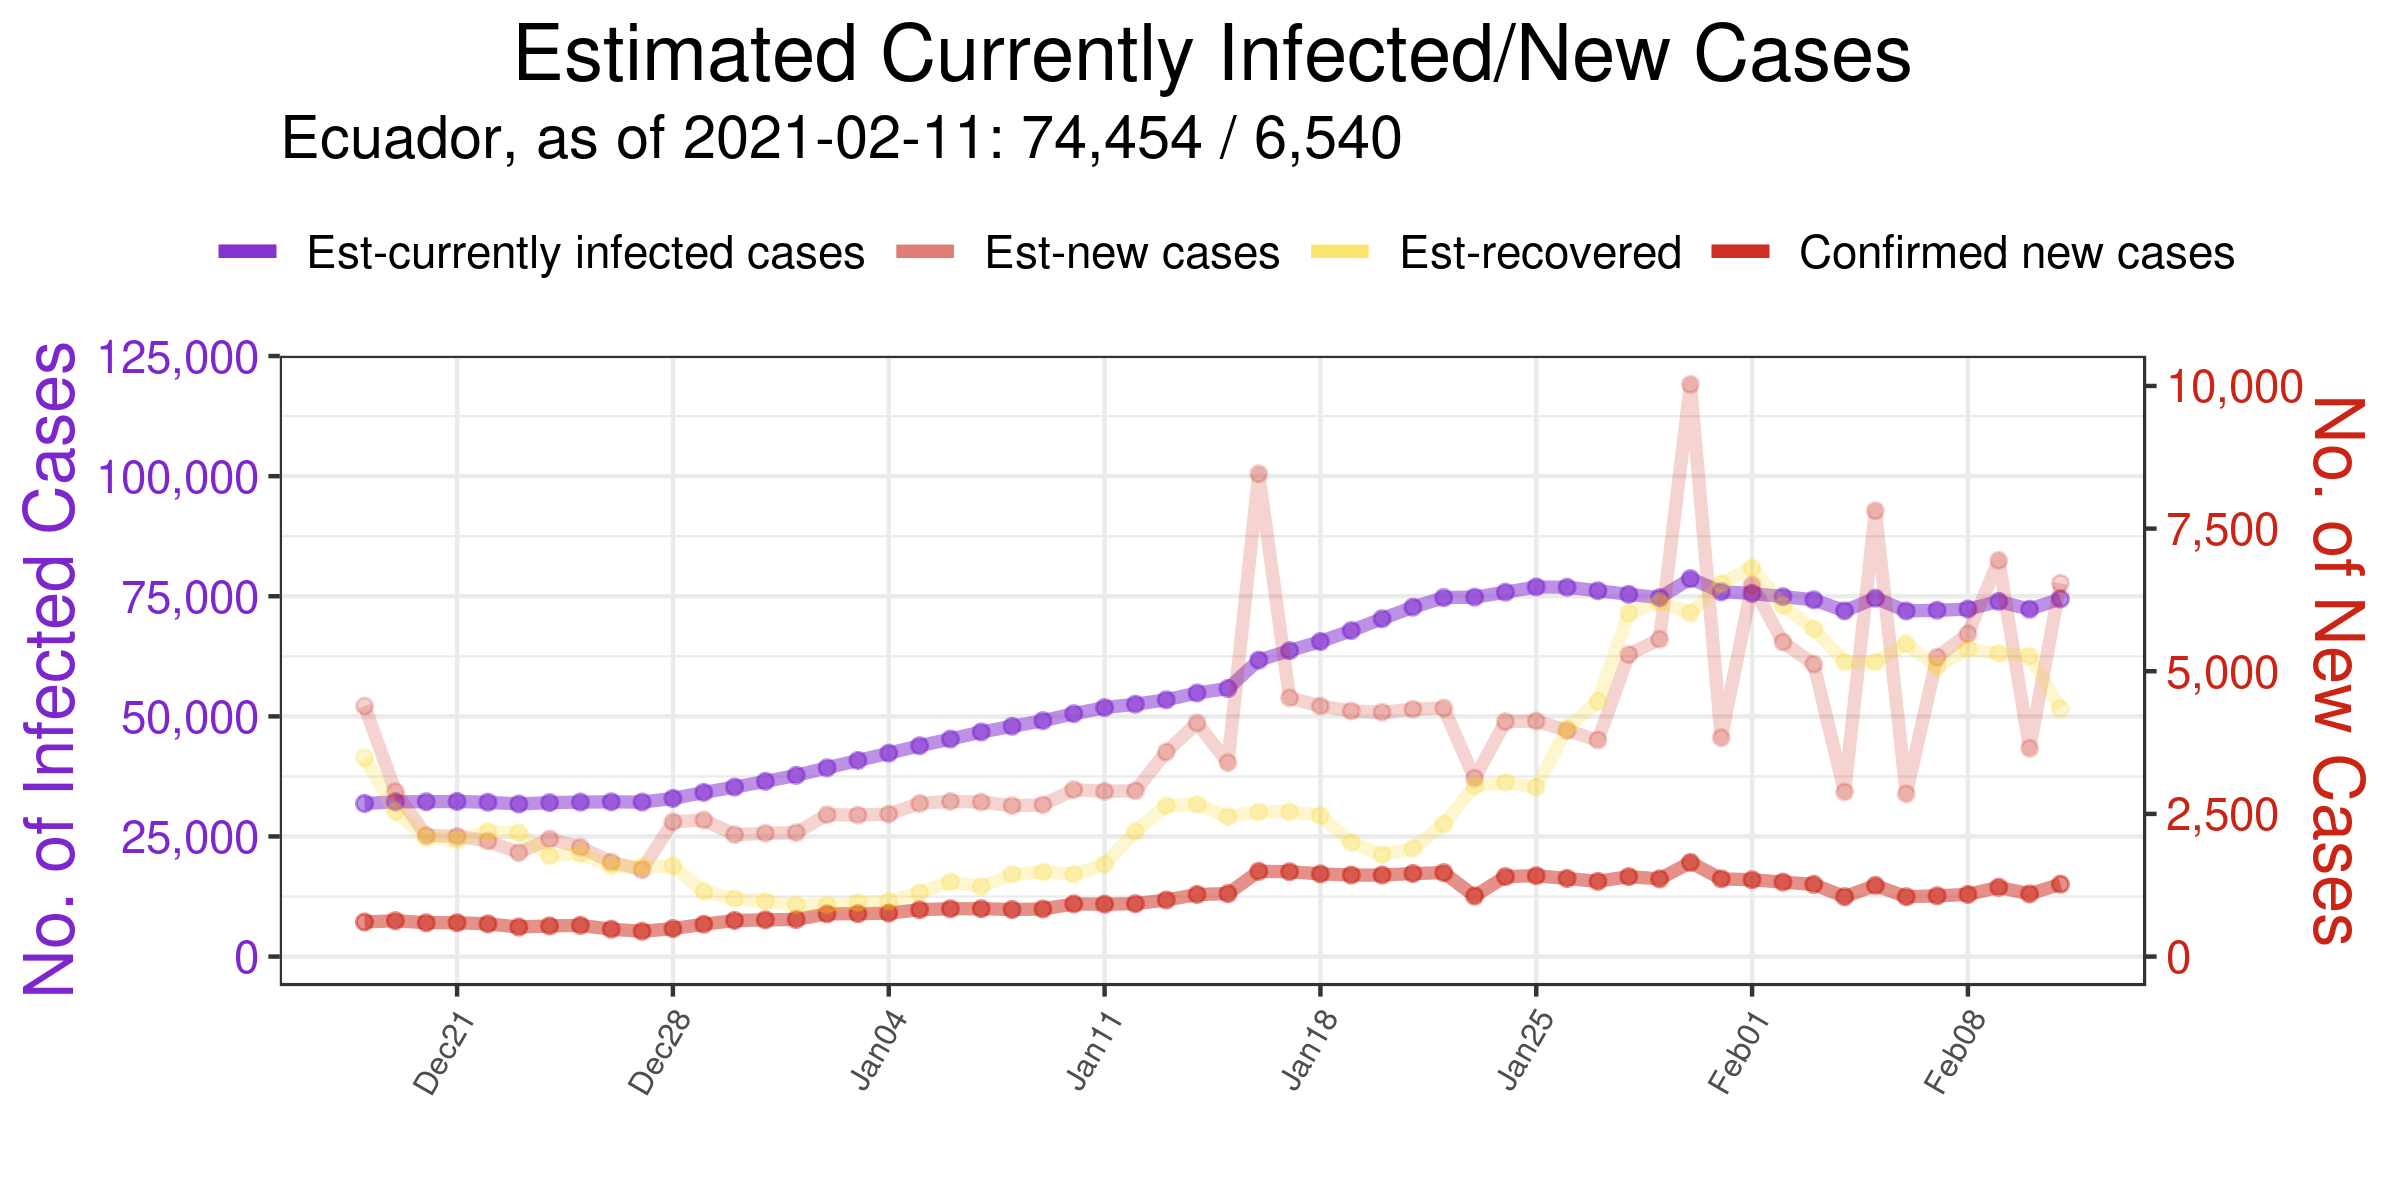 Estimated Currently Infected/New Cases
Ecuador, as of 2021-02-11: 74,454 / 6,540
Est-currently infected cases Est-new cases Est-recovered Confirmed new cases
No. of Infected Cases
125,000
100,000
75,000
50,000
25,000
0
10,000
7,500
5,000
2,500
0
No. of New Cases
Dec21 Dec28 Jan04 Jan11 Jan18 Jan25 Feb01 Feb08